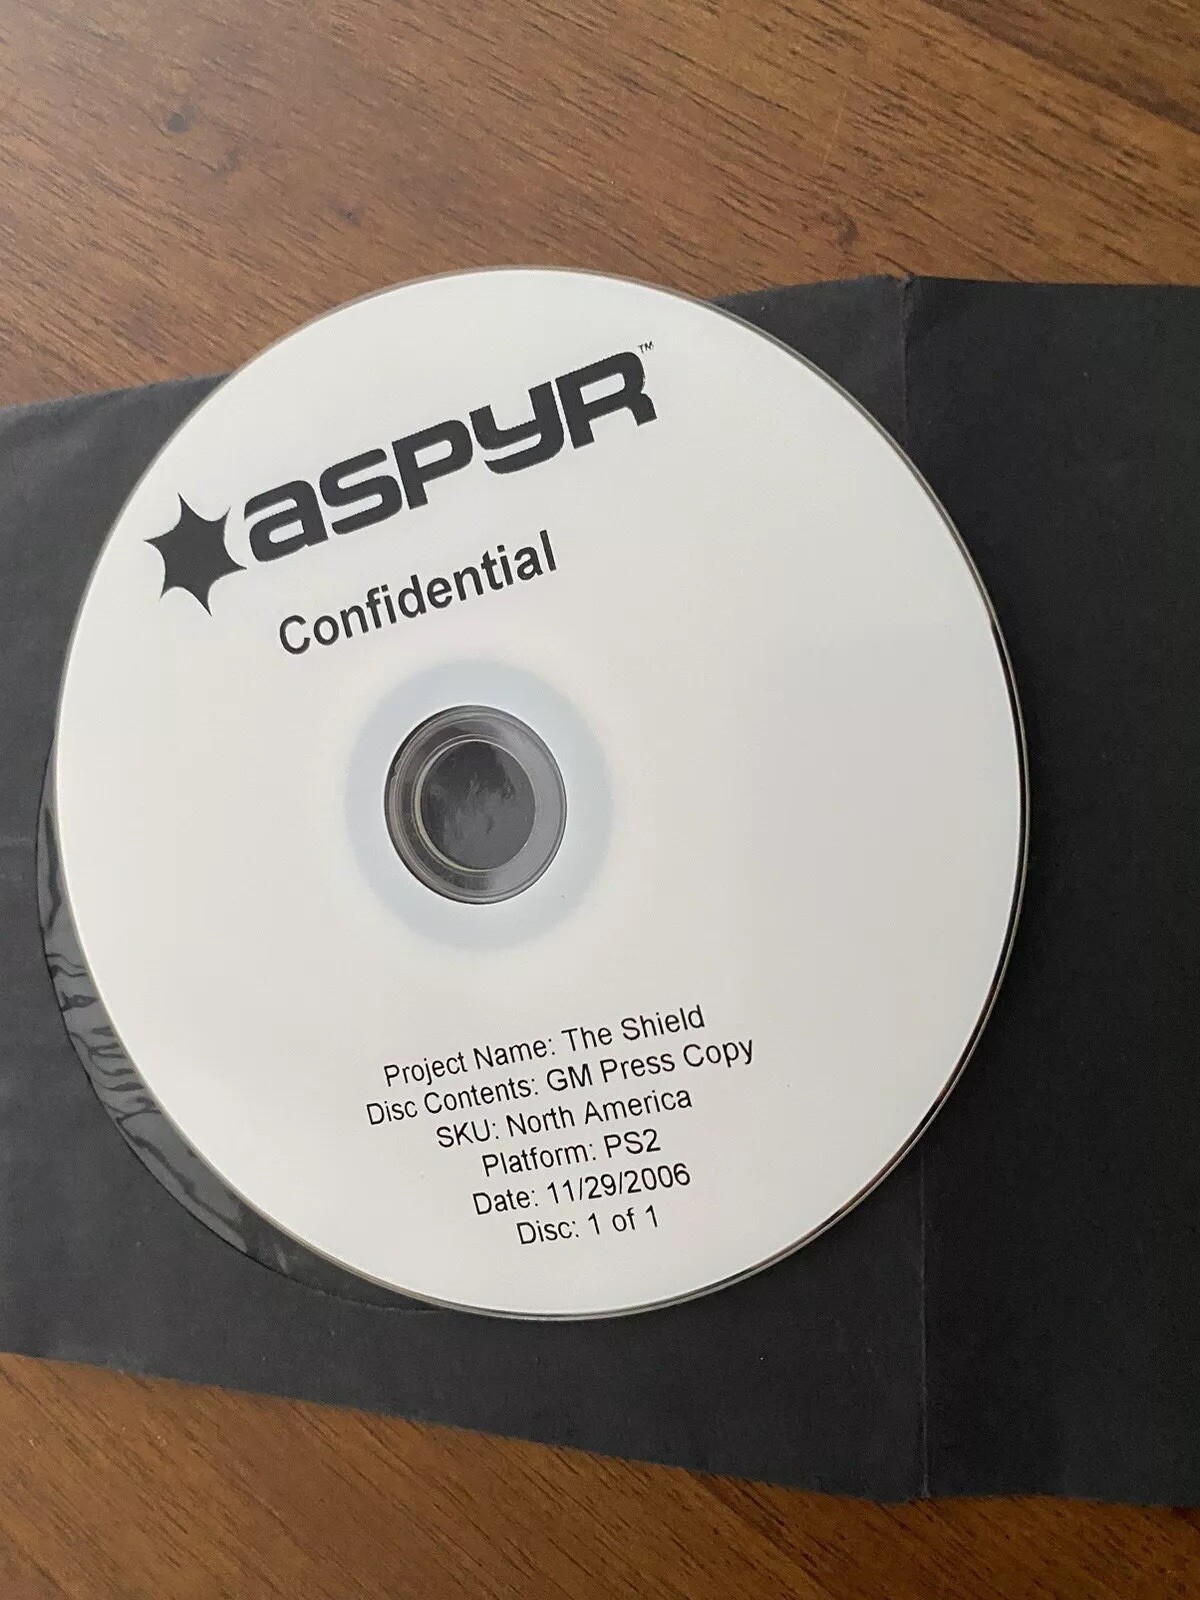 aspyr™
Confidential
Project Name: The Shield
Disc Contents: GM Press Copy
SKU: North America
Platform: PS2
Date: 11/29/2006
Disc: 1 of 1